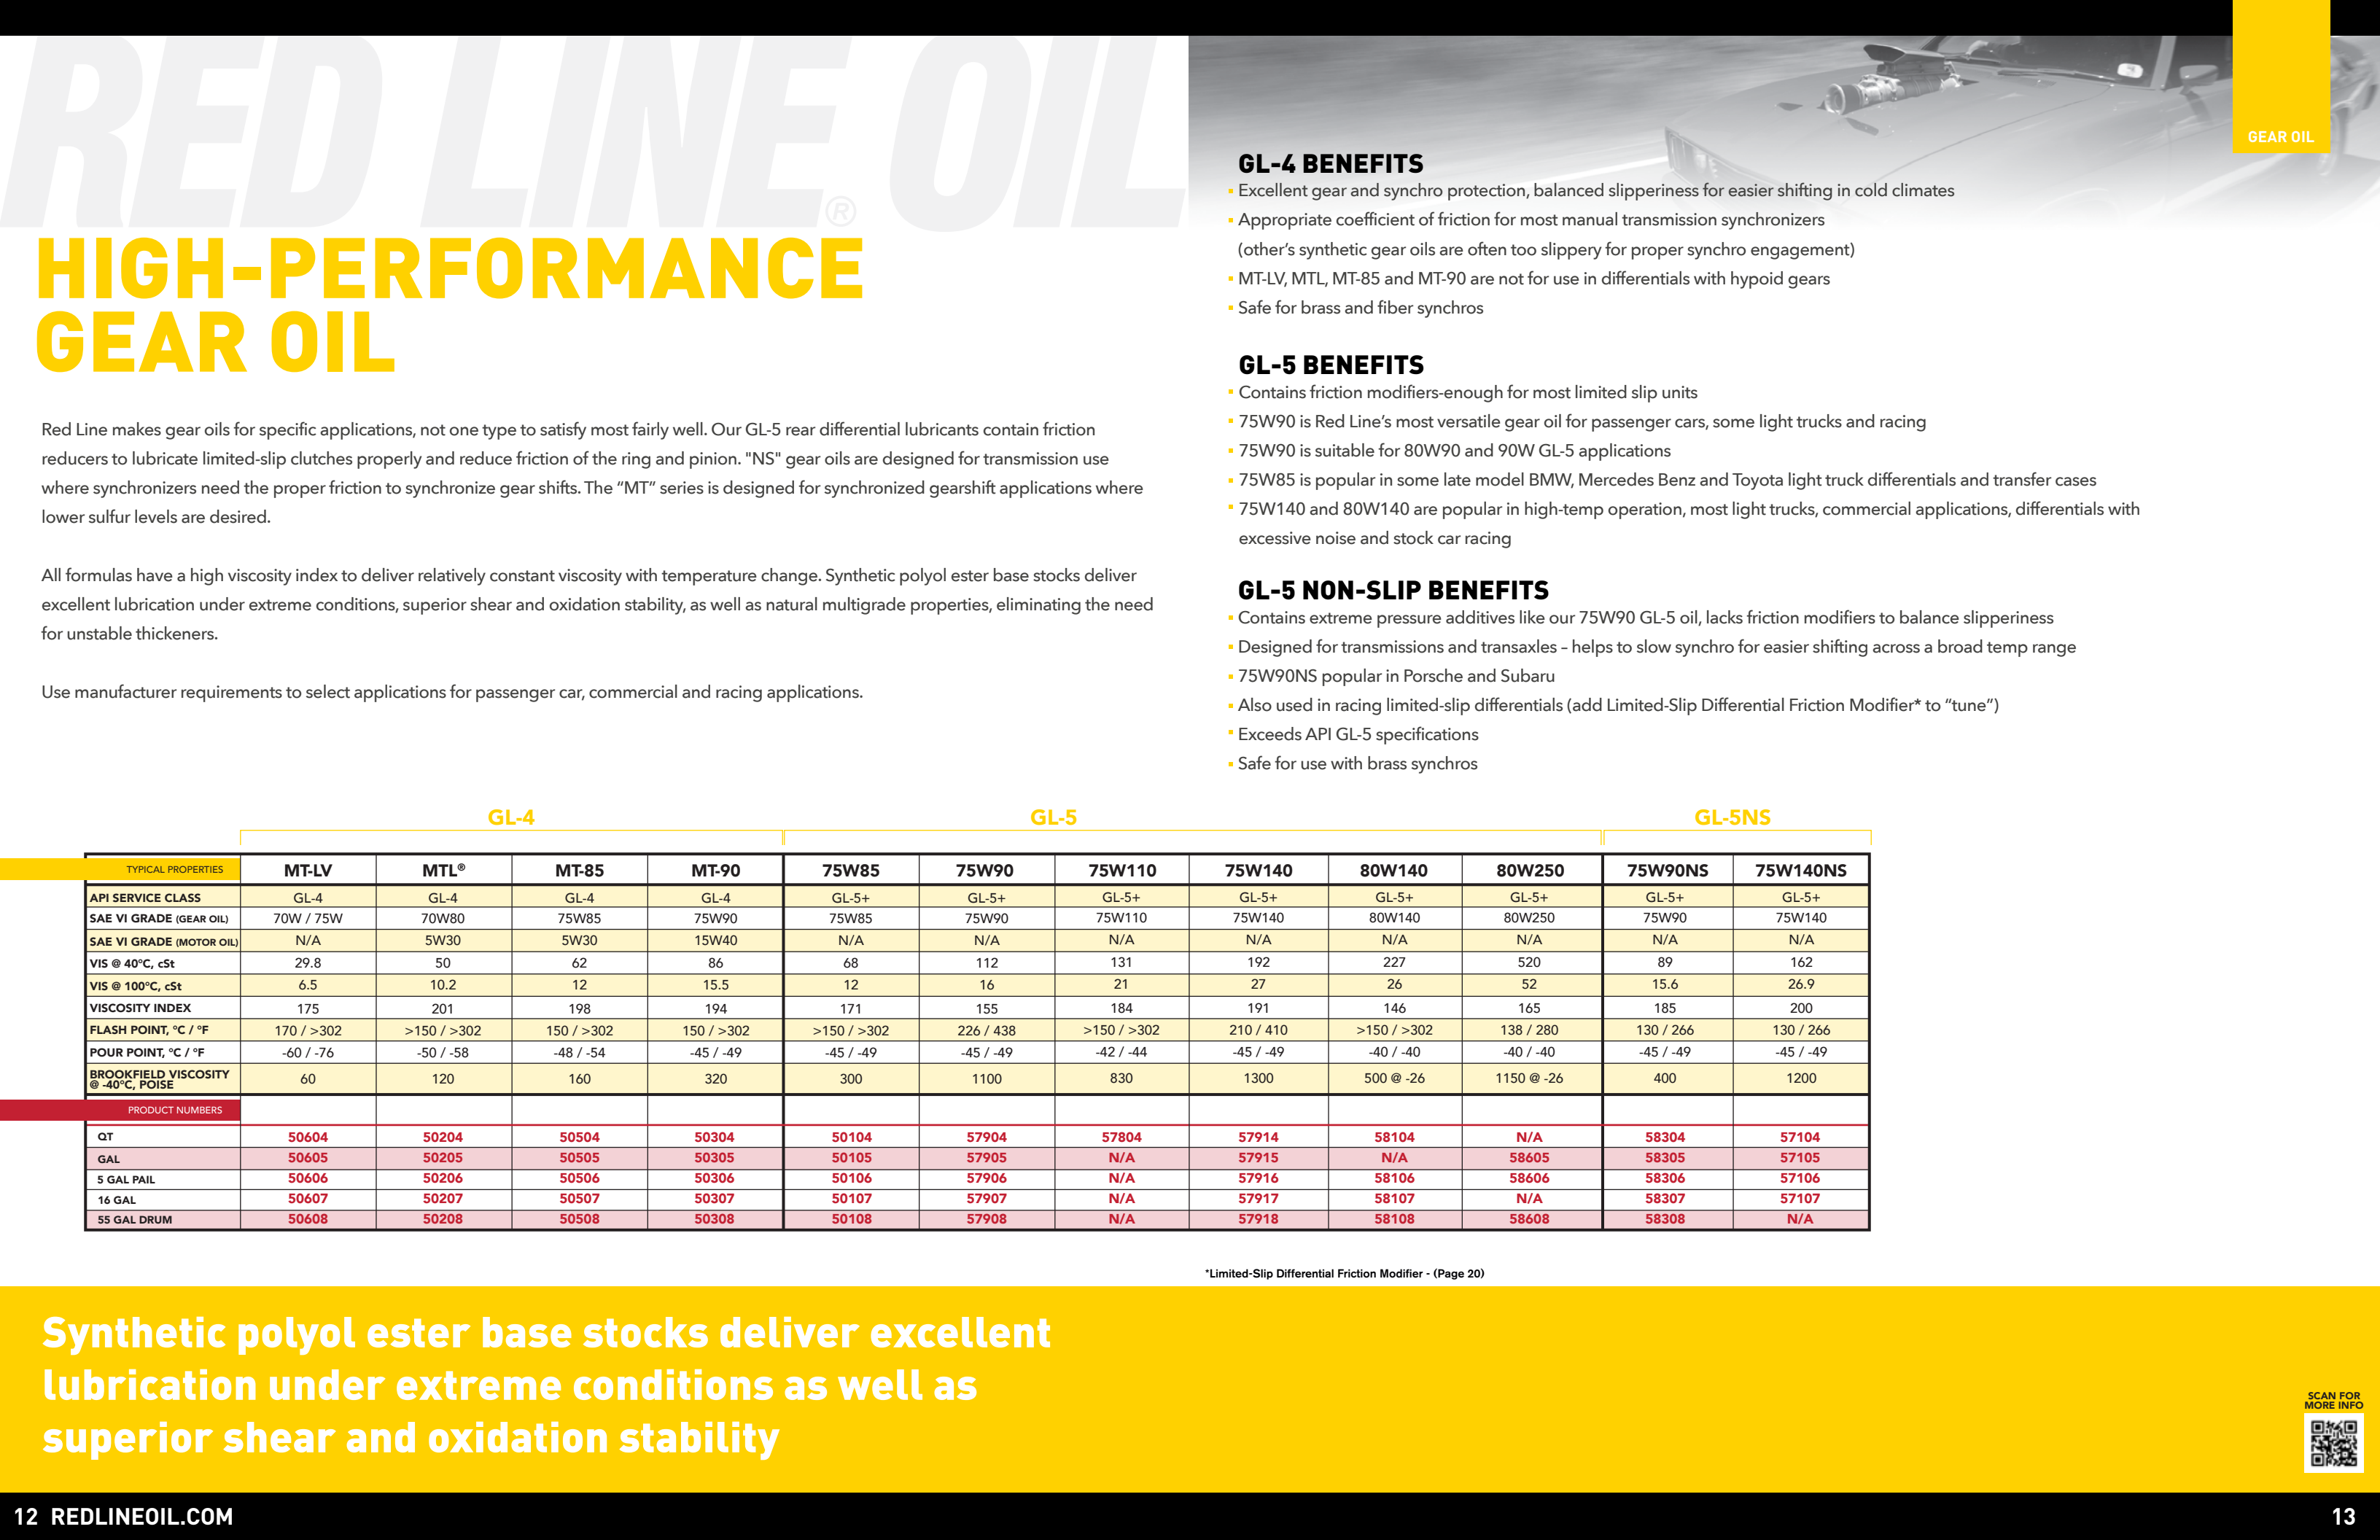 RED LINE® OIL
GEAR OIL
HIGH-PERFORMANCE
GEAR OIL
Red Line makes gear oils for specific applications, not one type to satisfy most fairly well. Our GL-5 rear differential lubricants contain friction
reducers to lubricate limited-slip clutches properly and reduce friction of the ring and pinion. "NS" gear oils are designed for transmission use
where synchronizers need the proper friction to synchronize gear shifts. The “MT” series is designed for synchronized gearshift applications where
lower sulfur levels are desired.
All formulas have a high viscosity index to deliver relatively constant viscosity with temperature change. Synthetic polyol ester base stocks deliver
excellent lubrication under extreme conditions, superior shear and oxidation stability, as well as natural multigrade properties, eliminating the need
for unstable thickeners.
Use manufacturer requirements to select applications for passenger car, commercial and racing applications.
GL-4 BENEFITS
▪ Excellent gear and synchro protection, balanced slipperiness for easier shifting in cold climates
▪ Appropriate coefficient of friction for most manual transmission synchronizers
(other’s synthetic gear oils are often too slippery for proper synchro engagement)
▪ MT-LV, MTL, MT-85 and MT-90 are not for use in differentials with hypoid gears
▪ Safe for brass and fiber synchros
GL-5 BENEFITS
▪ Contains friction modifiers-enough for most limited slip units
▪ 75W90 is Red Line’s most versatile gear oil for passenger cars, some light trucks and racing
▪ 75W90 is suitable for 80W90 and 90W GL-5 applications
▪ 75W85 is popular in some late model BMW, Mercedes Benz and Toyota light truck differentials and transfer cases
▪ 75W140 and 80W140 are popular in high-temp operation, most light trucks, commercial applications, differentials with
excessive noise and stock car racing
GL-5 NON-SLIP BENEFITS
▪ Contains extreme pressure additives like our 75W90 GL-5 oil, lacks friction modifiers to balance slipperiness
▪ Designed for transmissions and transaxles – helps to slow synchro for easier shifting across a broad temp range
▪ 75W90NS popular in Porsche and Subaru
▪ Also used in racing limited-slip differentials (add Limited-Slip Differential Friction Modifier* to “tune”)
▪ Exceeds API GL-5 specifications
▪ Safe for use with brass synchros
GL-4 GL-5 GL-5NS
TYPICAL PROPERTIES MT-LV MTL® MT-85 MT-90 75W85 75W90 75W110 75W140 80W140 80W250 75W90NS 75W140NS
API SERVICE CLASS GL-4 GL-4 GL-4 GL-4 GL-5+ GL-5+ GL-5+ GL-5+ GL-5+ GL-5+ GL-5+ GL-5+
SAE VI GRADE (GEAR OIL) 70W / 75W 70W80 75W85 75W90 75W85 75W90 75W110 75W140 80W140 80W250 75W90 75W140
SAE VI GRADE (MOTOR OIL) N/A 5W30 5W30 15W40 N/A N/A N/A N/A N/A N/A N/A N/A
VIS @ 40°C, cSt 29.8 50 62 86 68 112 131 192 227 520 89 162
VIS @ 100°C, cSt 6.5 10.2 12 15.5 12 16 21 27 26 52 15.6 26.9
VISCOSITY INDEX 175 201 198 194 171 155 184 191 146 165 185 200
FLASH POINT, °C / °F 170 / >302 >150 / >302 150 / >302 150 / >302 >150 / >302 226 / 438 >150 / >302 210 / 410 >150 / >302 138 / 280 130 / 266 130 / 266
POUR POINT, °C / °F -60 / -76 -50 / -58 -48 / -54 -45 / -49 -45 / -49 -45 / -49 -42 / -44 -45 / -49 -40 / -40 -40 / -40 -45 / -49 -45 / -49
BROOKFIELD VISCOSITY
@ -40°C, POISE 60 120 160 320 300 1100 830 1300 500 @ -26 1150 @ -26 400 1200
PRODUCT NUMBERS
QT 50604 50204 50504 50304 50104 57904 57804 57914 58104 N/A 58304 57104
GAL 50605 50205 50505 50305 50105 57905 N/A 57915 N/A 58605 58305 57105
5 GAL PAIL 50606 50206 50506 50306 50106 57906 N/A 57916 58106 58606 58306 57106
16 GAL 50607 50207 50507 50307 50107 57907 N/A 57917 58107 N/A 58307 57107
55 GAL DRUM 50608 50208 50508 50308 50108 57908 N/A 57918 58108 58608 58308 N/A
*Limited-Slip Differential Friction Modifier - (Page 20)
Synthetic polyol ester base stocks deliver excellent
lubrication under extreme conditions as well as
superior shear and oxidation stability
SCAN FOR
MORE INFO
12 REDLINEOIL.COM
13